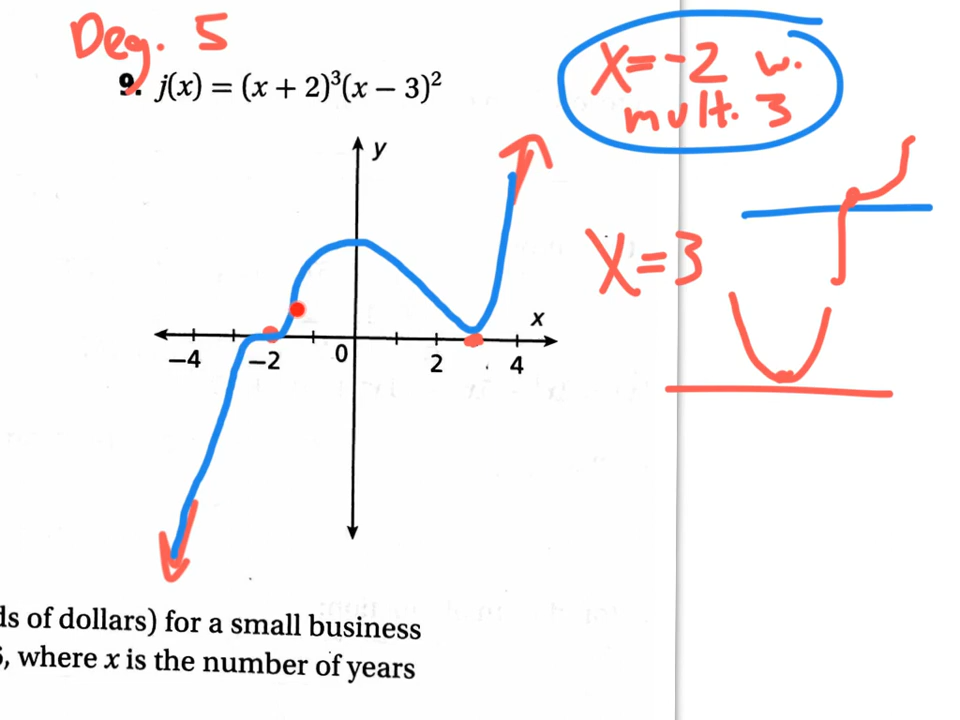 Deg. 5
9. j(x) = (x + 2)³(x − 3)²
X=-2 w.
mult. 3
y
X=3
x
−4 −2 0 2 4
ds of dollars) for a small business
, where x is the number of years